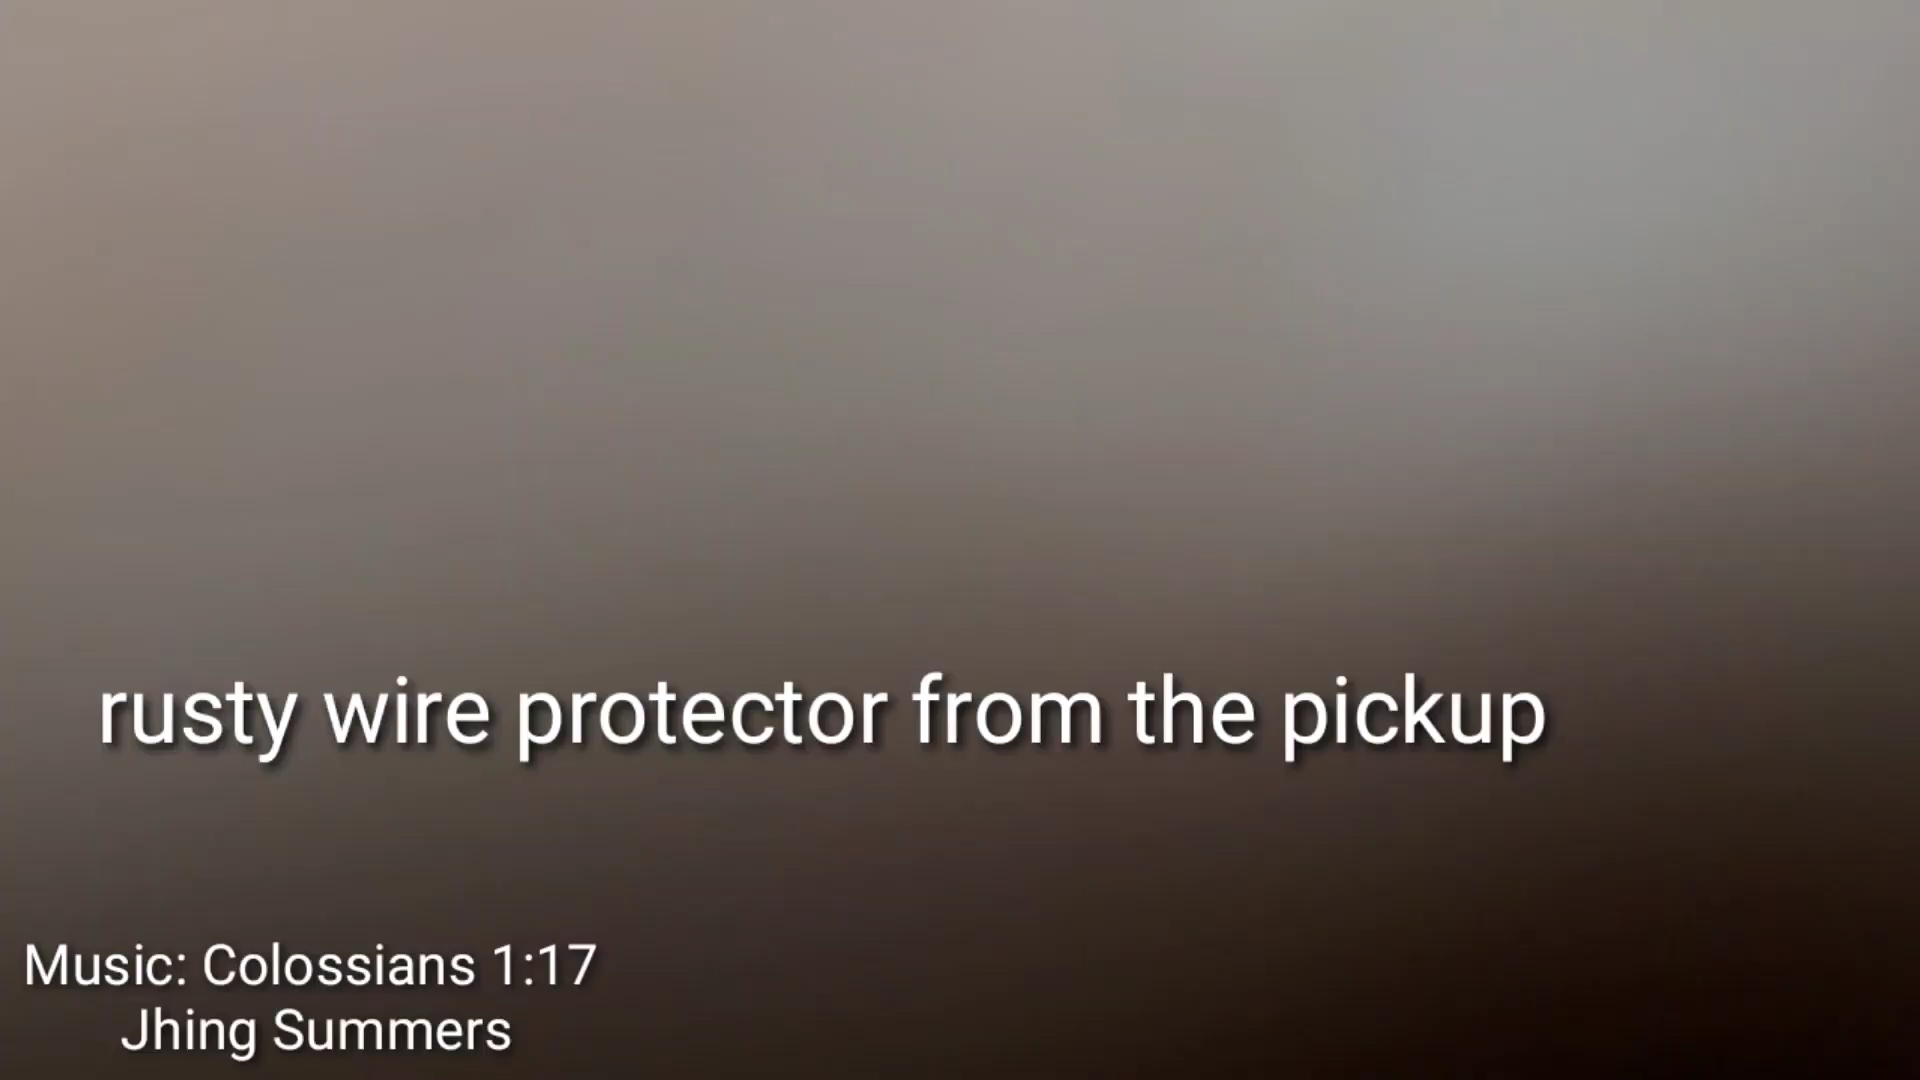 rusty wire protector from the pickup
Music: Colossians 1:17
Jhing Summers